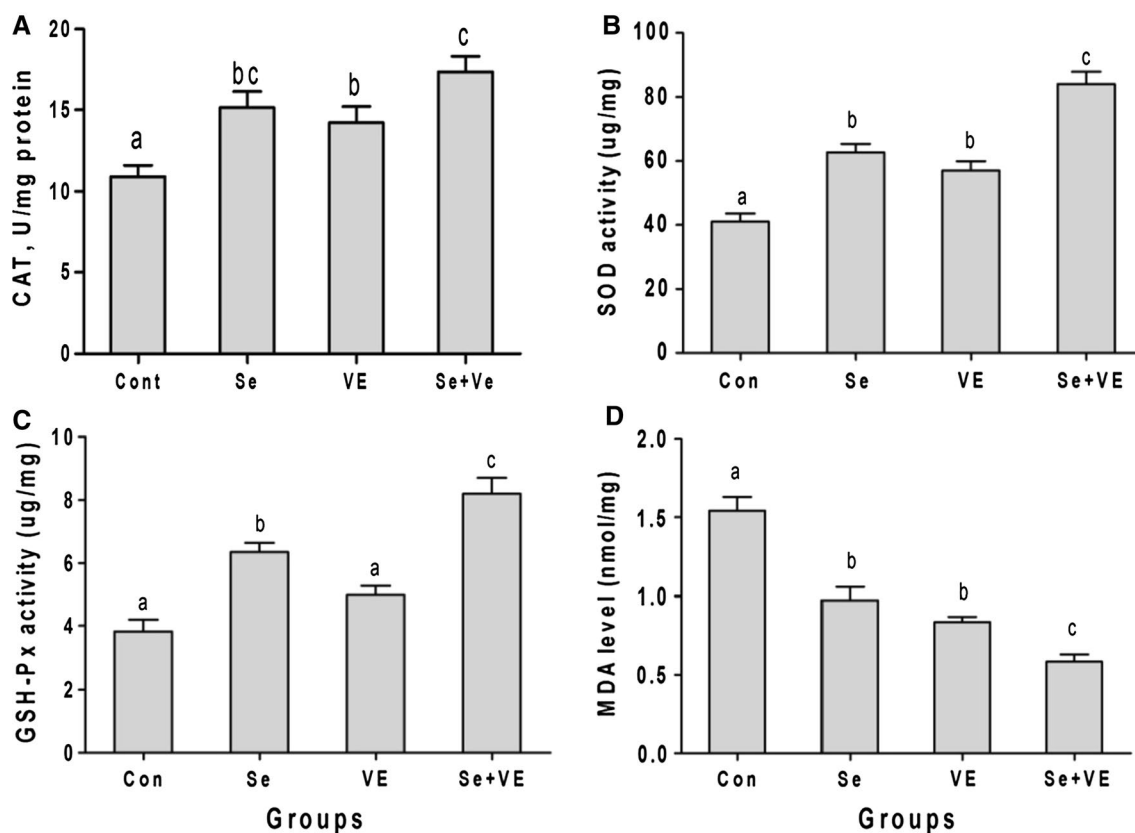 A
CAT, U/mg protein
20
15
10
5
0
a
bc
b
c
Cont Se VE Se+Ve
B
SOD activity (ug/mg)
100
80
60
40
20
0
a
b
b
c
Con Se VE Se+VE
C
GSH-Px activity (ug/mg)
10
8
6
4
2
0
a
b
a
c
Con Se VE Se+VE
Groups
D
MDA level (nmol/mg)
2.0
1.5
1.0
0.5
0.0
a
b
b
c
Con Se VE Se+VE
Groups